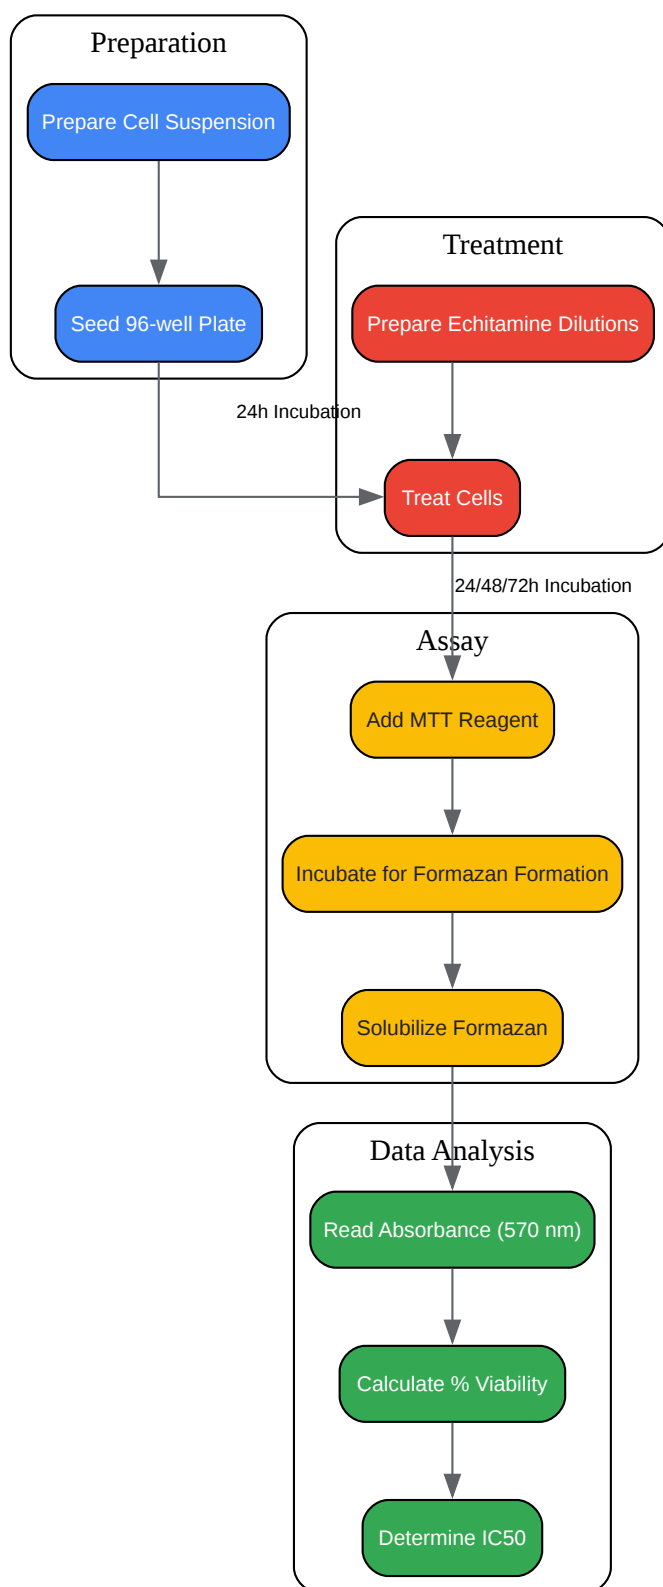 Preparation
Prepare Cell Suspension
Seed 96-well Plate
Treatment
Prepare Echitamine Dilutions
24h Incubation
Treat Cells
24/48/72h Incubation
Assay
Add MTT Reagent
Incubate for Formazan Formation
Solubilize Formazan
Data Analysis
Read Absorbance (570 nm)
Calculate % Viability
Determine IC50